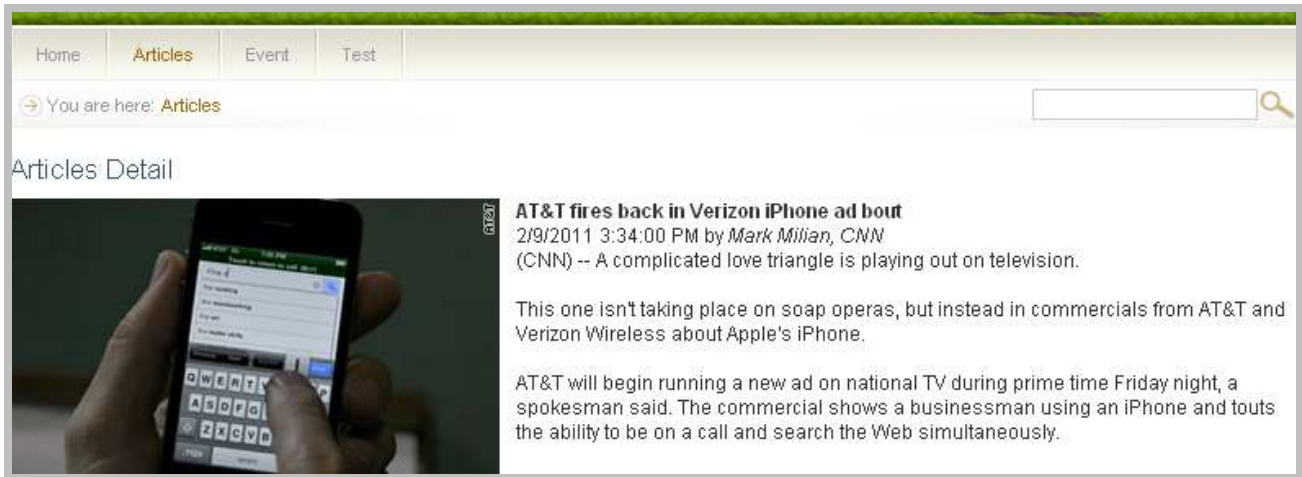 Home Articles Event Test
You are here: Articles
Articles Detail
AT&T
AT&T fires back in Verizon iPhone ad bout
2/9/2011 3:34:00 PM by Mark Milian, CNN
(CNN) -- A complicated love triangle is playing out on television.
This one isn't taking place on soap operas, but instead in commercials from AT&T and
Verizon Wireless about Apple's iPhone.
AT&T will begin running a new ad on national TV during prime time Friday night, a
spokesman said. The commercial shows a businessman using an iPhone and touts
the ability to be on a call and search the Web simultaneously.
Q W E R T P
A S D F G
Z X C V B